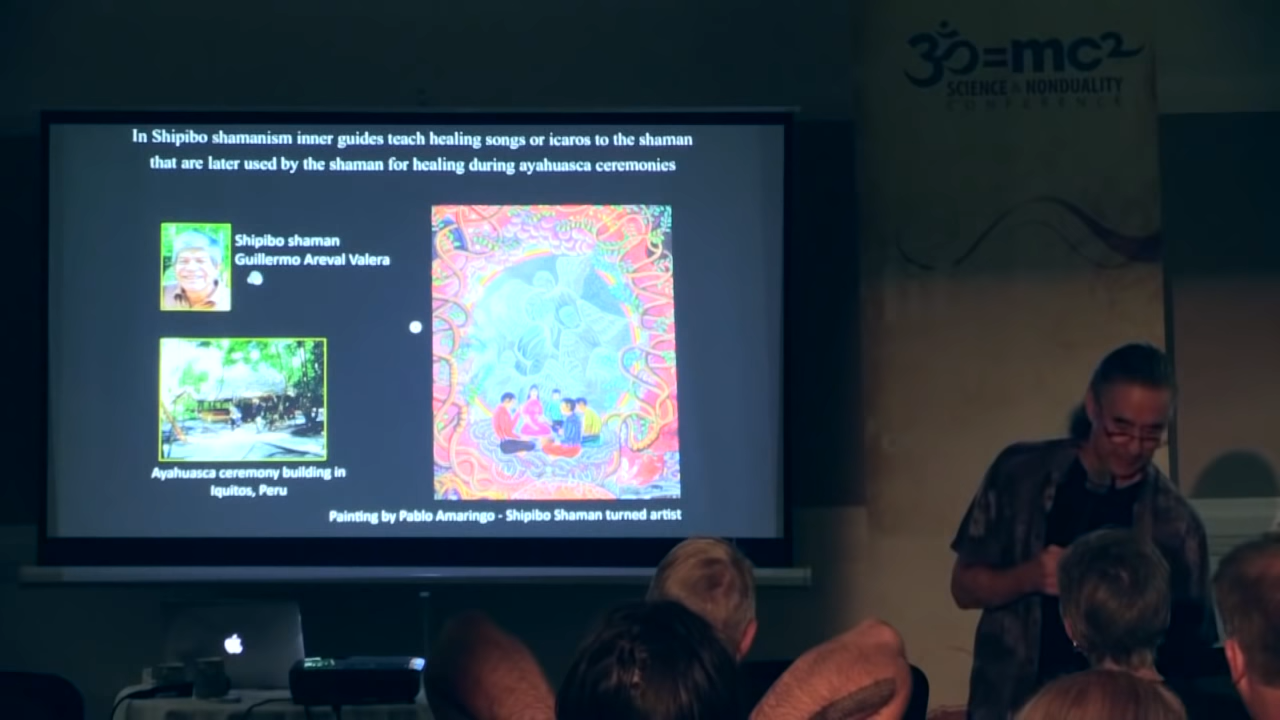 ॐ=mc²
SCIENCE & NONDUALITY
CONFERENCE
In Shipibo shamanism inner guides teach healing songs or icaros to the shaman
that are later used by the shaman for healing during ayahuasca ceremonies
Shipibo shaman
Guillermo Areval Valera
Ayahuasca ceremony building in
Iquitos, Peru
Painting by Pablo Amaringo - Shipibo Shaman turned artist